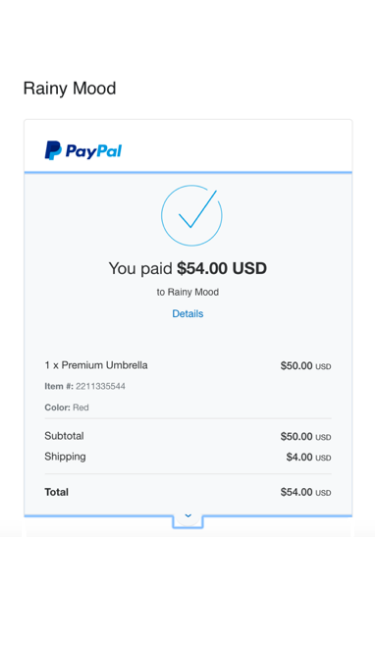 Rainy Mood
PayPal
You paid $54.00 USD
to Rainy Mood
Details
1 x Premium Umbrella $50.00 USD
Item #: 2211335544
Color: Red
Subtotal $50.00 USD
Shipping $4.00 USD
Total $54.00 USD